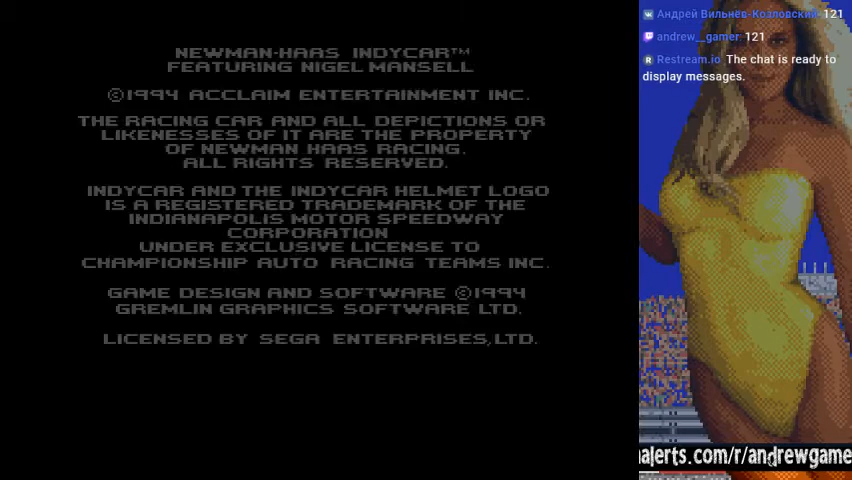 NEWMAN-HAAS INDYCAR™
FEATURING NIGEL MANSELL
©1994 ACCLAIM ENTERTAINMENT INC.
THE RACING CAR AND ALL DEPICTIONS OR
LIKENESSES OF IT ARE THE PROPERTY
OF NEWMAN HAAS RACING.
ALL RIGHTS RESERVED.
INDYCAR AND THE INDYCAR HELMET LOGO
IS A REGISTERED TRADEMARK OF THE
INDIANAPOLIS MOTOR SPEEDWAY
CORPORATION
UNDER EXCLUSIVE LICENSE TO
CHAMPIONSHIP AUTO RACING TEAMS INC.
GAME DESIGN AND SOFTWARE ©1994
GREMLIN GRAPHICS SOFTWARE LTD.
LICENSED BY SEGA ENTERPRISES,LTD.
Андрей Вильнёв-Козловский: 121
andrew__gamer: 121
Restream.io The chat is ready to
display messages.
nalerts.com/r/andrewgame